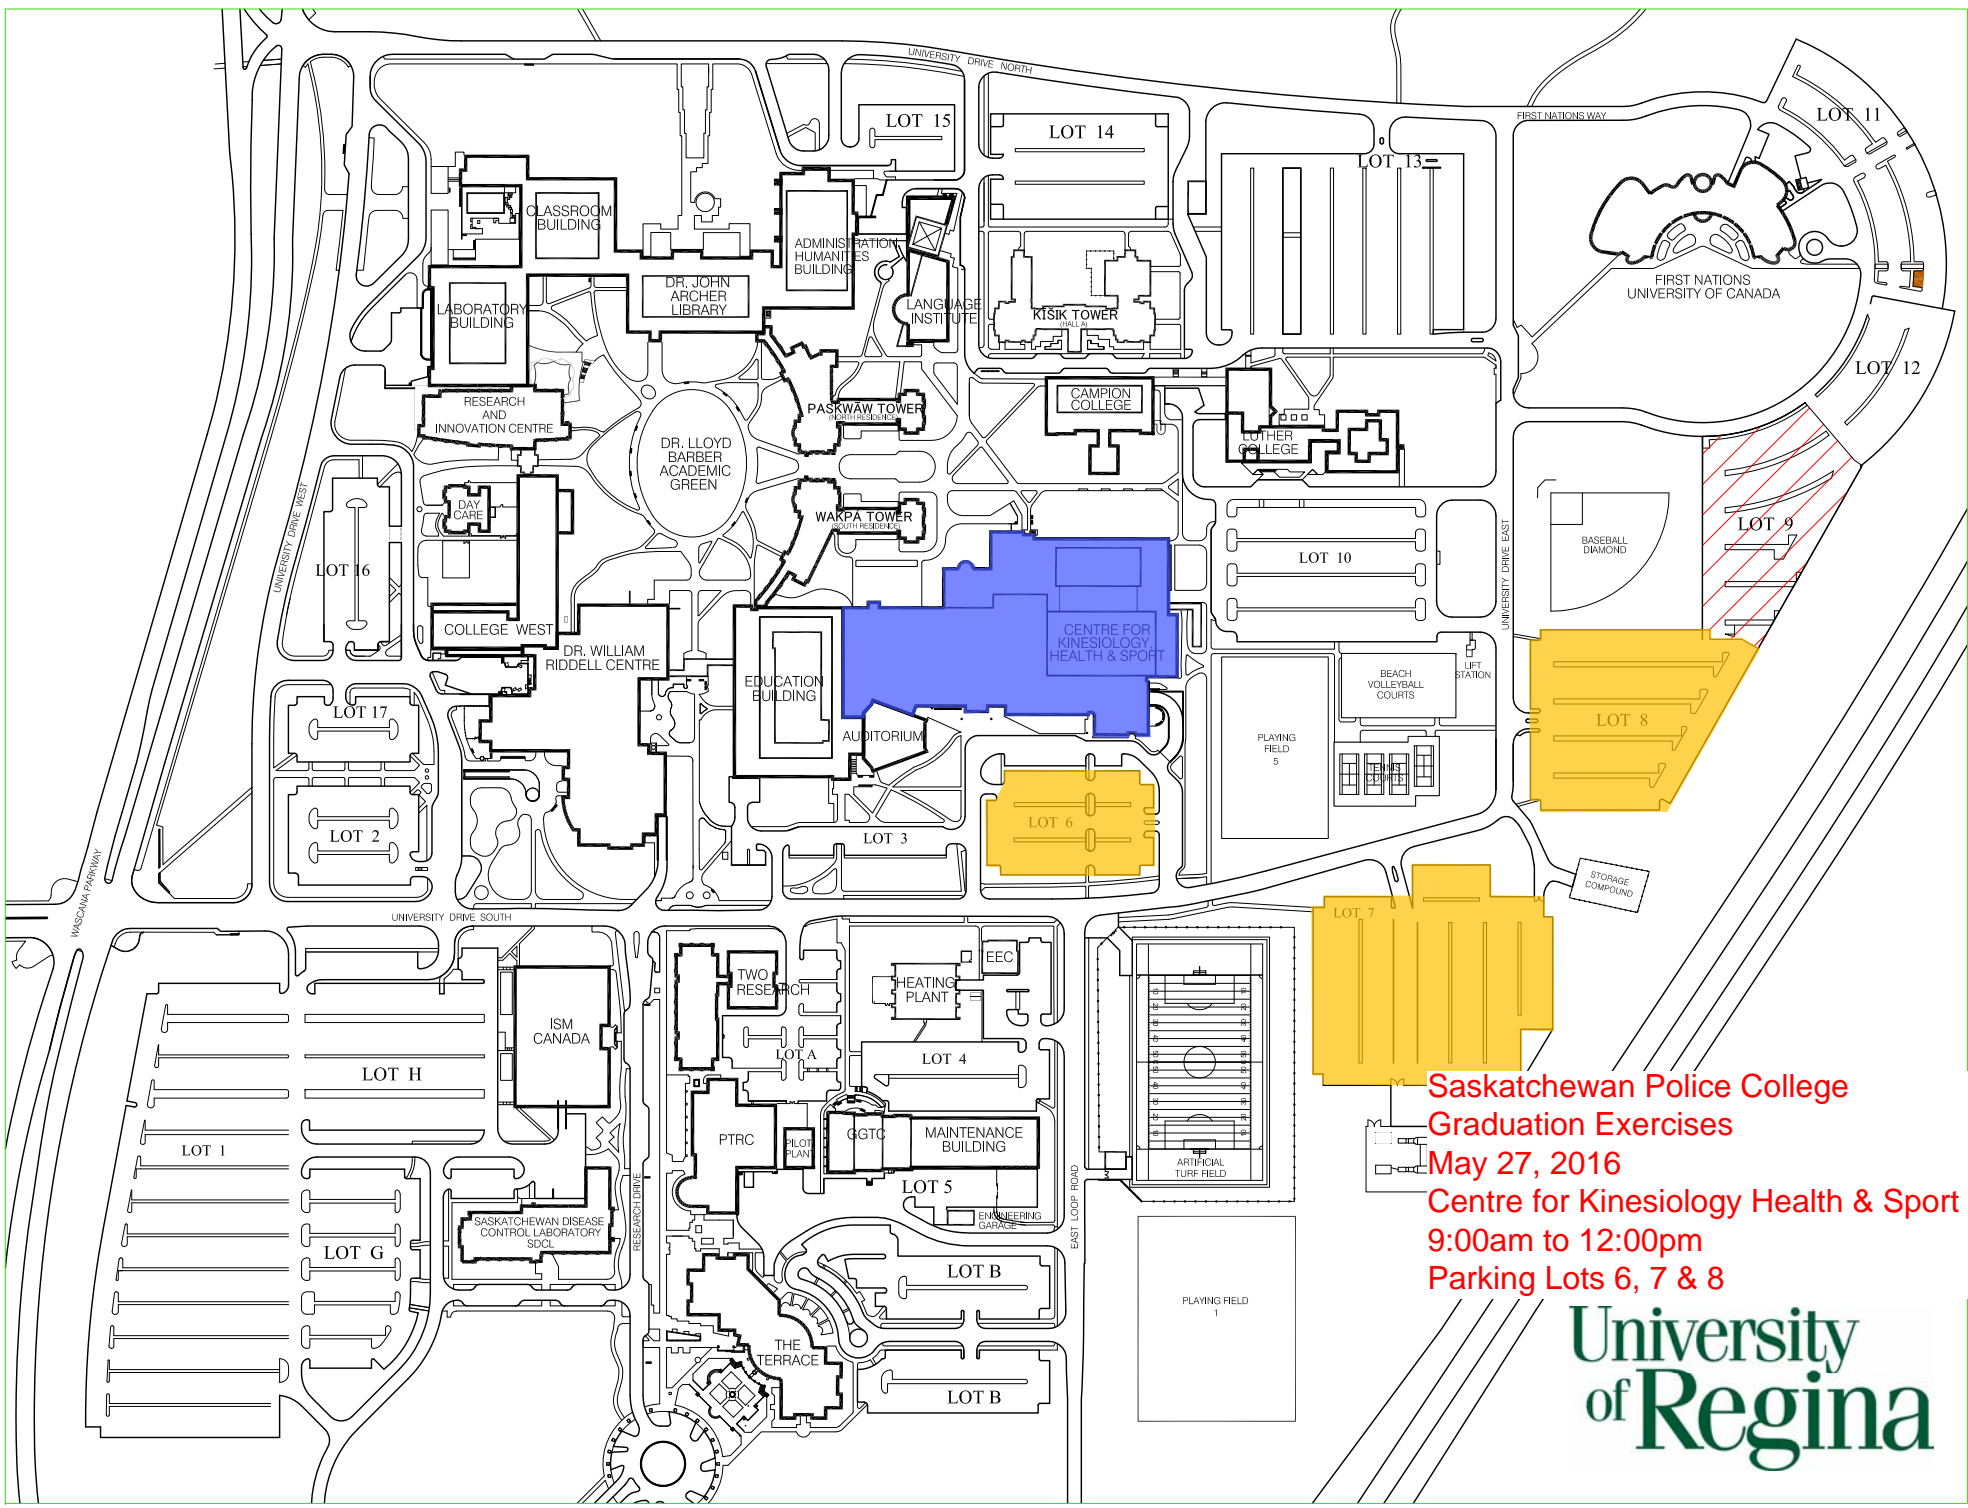 UNIVERSITY DRIVE NORTH
FIRST NATIONS WAY
LOT 11
LOT 15
LOT 14
LOT 13
CLASSROOM
BUILDING
ADMINISTRATION
HUMANITIES
BUILDING
DR. JOHN
ARCHER
LIBRARY
LABORATORY
BUILDING
LANGUAGE
INSTITUTE
KĪŠIK TOWER
(HALL A)
FIRST NATIONS
UNIVERSITY OF CANADA
LOT 12
RESEARCH
AND
INNOVATION CENTRE
PASKWĀW TOWER
(NORTH RESIDENCE)
CAMPION
COLLEGE
LUTHER
COLLEGE
DR. LLOYD
BARBER
ACADEMIC
GREEN
DAY
CARE
WAKPÁ TOWER
(SOUTH RESIDENCE)
UNIVERSITY DRIVE WEST
LOT 16
LOT 10
UNIVERSITY DRIVE EAST
BASEBALL
DIAMOND
LOT 9
COLLEGE WEST
DR. WILLIAM
RIDDELL CENTRE
EDUCATION
BUILDING
CENTRE FOR
KINESIOLOGY,
HEALTH & SPORT
BEACH
VOLLEYBALL
COURTS
LIFT
STATION
LOT 17
AUDITORIUM
PLAYING
FIELD
5
TENNIS
COURTS
LOT 8
LOT 2
LOT 3
LOT 6
STORAGE
COMPOUND
WASCANA PARKWAY
UNIVERSITY DRIVE SOUTH
LOT 7
TWO
RESEARCH
HEATING
PLANT
EEC
ISM
CANADA
LOT A
LOT 4
LOT H
LOT 1
PTRC
PILOT
PLANT
GGTC
MAINTENANCE
BUILDING
ARTIFICIAL
TURF FIELD
LOT 5
ENGINEERING
GARAGE
EAST LOOP ROAD
RESEARCH DRIVE
SASKATCHEWAN DISEASE
CONTROL LABORATORY
SDCL
LOT G
LOT B
THE
TERRACE
LOT B
PLAYING FIELD
1
Saskatchewan Police College
Graduation Exercises
May 27, 2016
Centre for Kinesiology Health & Sport
9:00am to 12:00pm
Parking Lots 6, 7 & 8
University
of Regina